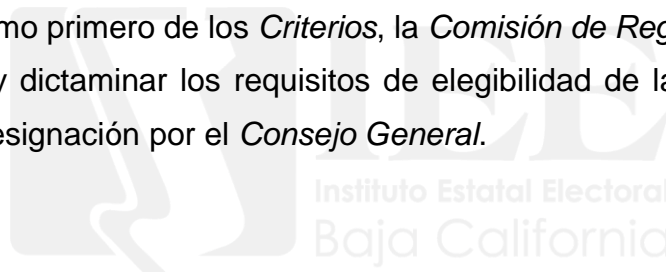 mo primero de los Criterios, la Comisión de Reg
y dictaminar los requisitos de elegibilidad de la
esignación por el Consejo General.
IEE
Instituto Estatal Electoral
Baja California